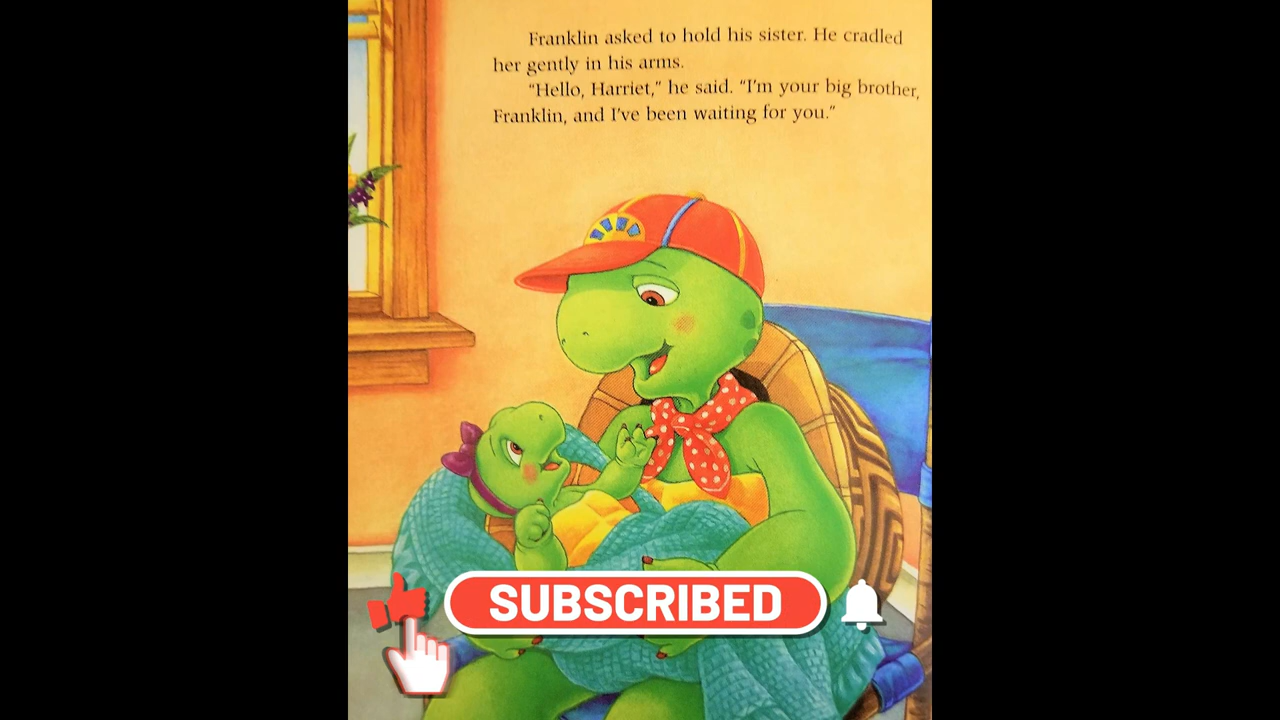 Franklin asked to hold his sister. He cradled
her gently in his arms.
“Hello, Harriet,” he said. “I’m your big brother,
Franklin, and I’ve been waiting for you.”
SUBSCRIBED